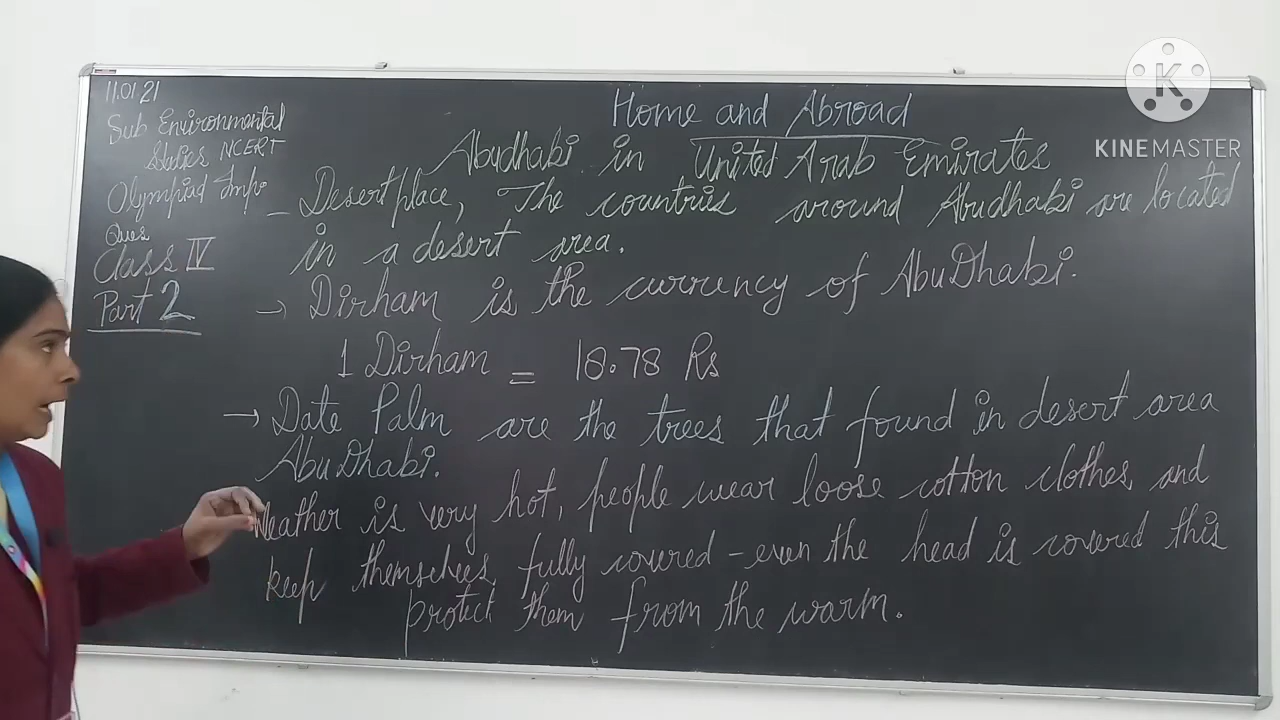 11.01.21
Sub Environmental
Studies NCERT
Olympiad Imp.
Ques
Class IV
Part 2
Home and Abroad
Abudhabi in United Arab Emirates
- Desert place, The countries around Abudhabi are located
in a desert area.
→ Dirham is the currency of AbuDhabi.
1 Dirham = 18.78 Rs
→ Date Palm are the trees that found in desert area
AbuDhabi.
Weather is very hot, people wear loose cotton clothes and
keep themselves fully covered - even the head is covered this
protect them from the warm.
K
KINEMASTER